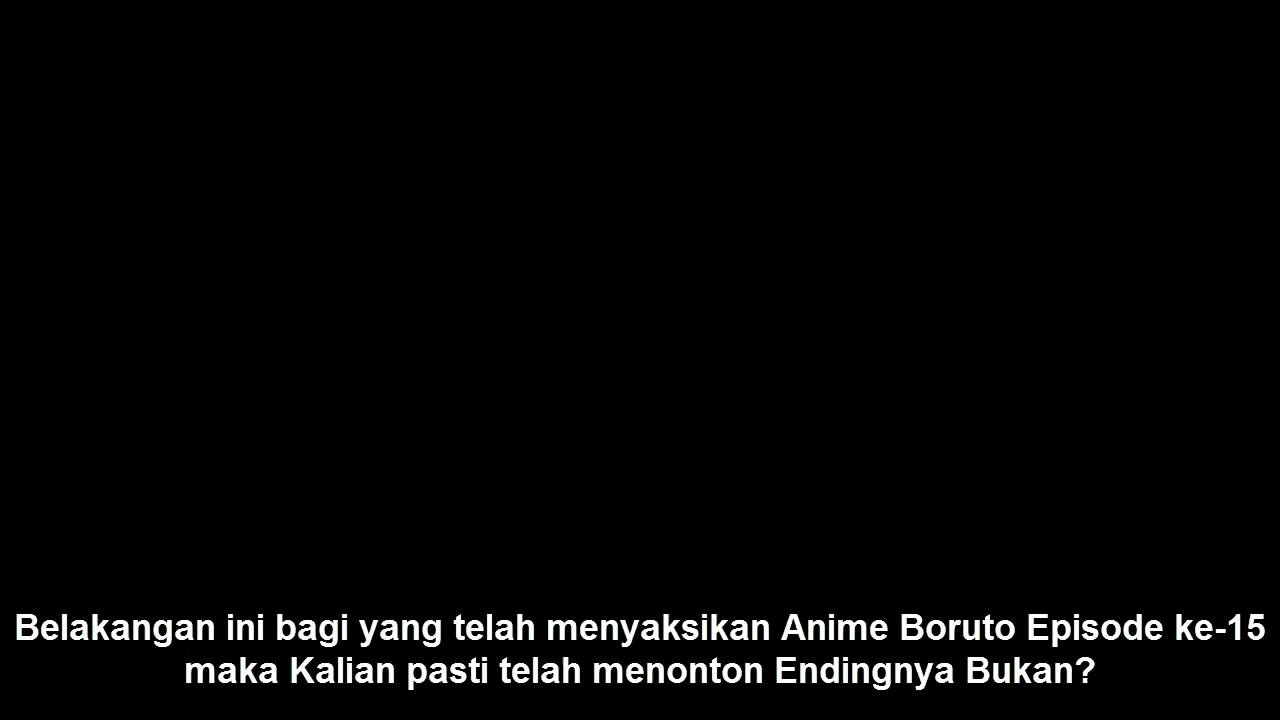 Belakangan ini bagi yang telah menyaksikan Anime Boruto Episode ke-15
maka Kalian pasti telah menonton Endingnya Bukan?